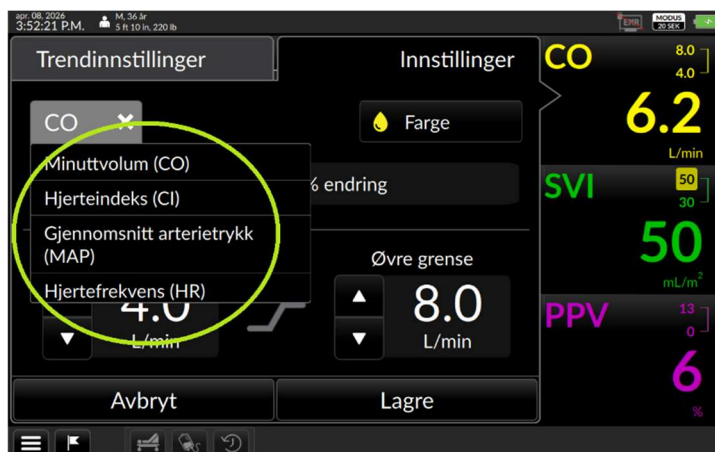 apr. 08, 2026
3:52:21 P.M.
M, 36 år
5 ft 10 in, 220 lb
EMR
MODUS
20 SEK
Trendinnstillinger
Innstillinger
CO
Farge
Minuttvolum (CO)
Hjerteindeks (CI)
Gjennomsnitt arterietrykk
(MAP)
Hjertefrekvens (HR)
% endring
Øvre grense
4.0
L/min
8.0
L/min
Avbryt
Lagre
CO
8.0
4.0
6.2
L/min
SVI
50
30
50
mL/m²
PPV
13
0
6
%